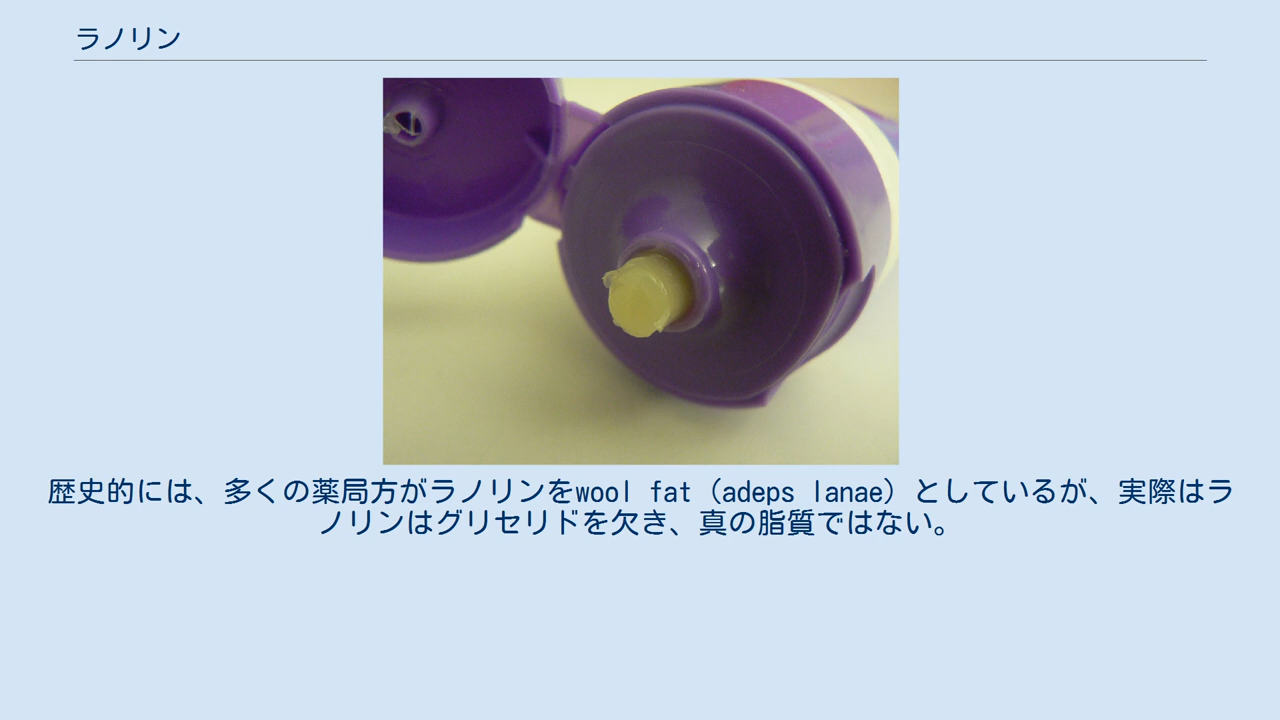 ラノリン
歴史的には、多くの薬局方がラノリンをwool fat（adeps lanae）としているが、実際はラ
ノリンはグリセリドを欠き、真の脂質ではない。